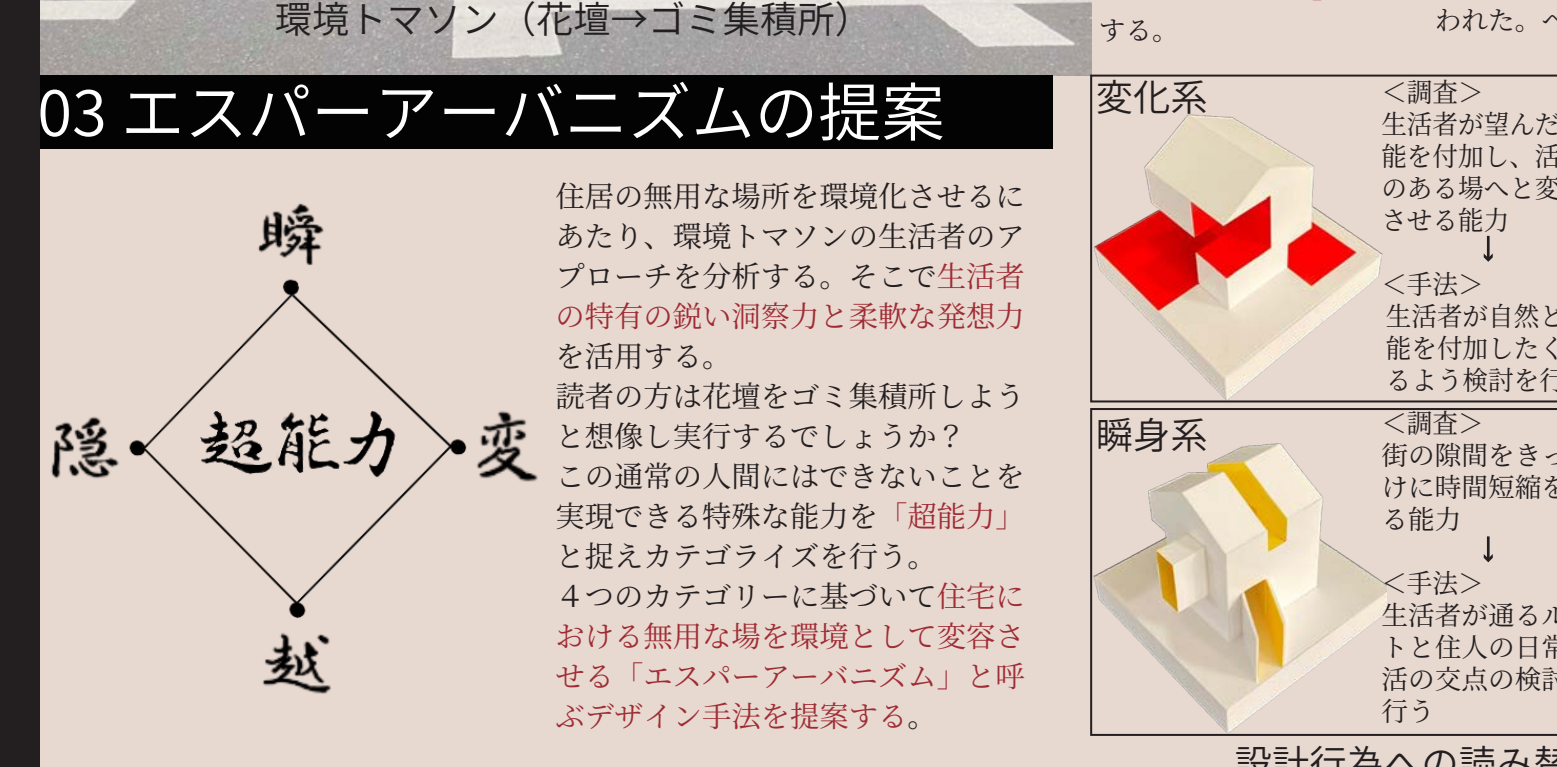 環境トマソン（花壇→ゴミ集積所）
する。
われた。
03 エスパーアーバニズムの提案
瞬
隠
超能力
変
越
住居の無用な場所を環境化させるに
あたり、環境トマソンの生活者のア
プローチを分析する。そこで生活者
の特有の鋭い洞察力と柔軟な発想力
を活用する。
読者の方は花壇をゴミ集積所しよう
と想像し実行するでしょうか？
この通常の人間にはできないことを
実現できる特殊な能力を「超能力」
と捉えカテゴライズを行う。
４つのカテゴリーに基づいて住宅に
おける無用な場を環境として変容さ
せる「エスパーアーバニズム」と呼
ぶデザイン手法を提案する。
変化系
＜調査＞
生活者が望んだ
能を付加し、活
のある場へと変
させる能力
↓
＜手法＞
生活者が自然と
能を付加したく
るよう検討を行
瞬身系
＜調査＞
街の隙間をきっ
けに時間短縮を
る能力
↓
＜手法＞
生活者が通るル
トと住人の日常
活の交点の検討
行う
設計行為への読み替